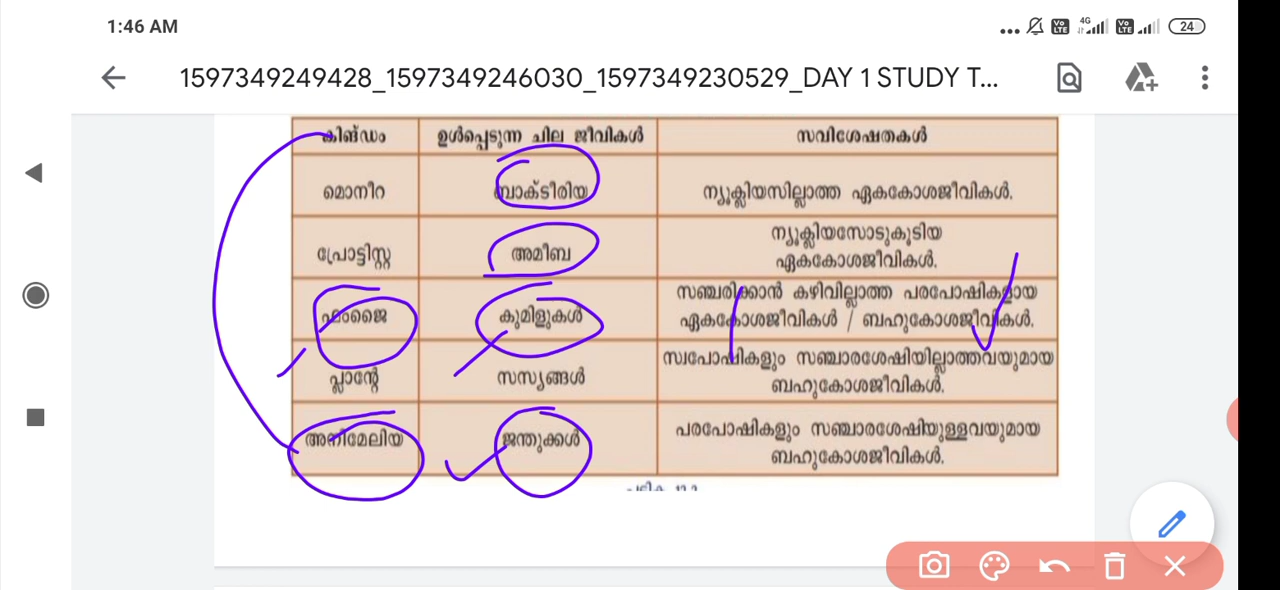 1:46 AM
4G 24
1597349249428_1597349246030_1597349230529_DAY 1 STUDY T...
കിങ്ഡം ഉൾപ്പെടുന്ന ചില ജീവികൾ സവിശേഷതകൾ
മൊനീറ ബാക്ടീരിയ ന്യൂക്ലിയസില്ലാത്ത ഏകകോശജീവികൾ.
പ്രോട്ടിസ്റ്റ അമീബ ന്യൂക്ലിയസോടുകൂടിയ
ഏകകോശജീവികൾ.
ഫംജൈ കുമിളുകൾ സഞ്ചരിക്കാൻ കഴിവില്ലാത്ത പരപോഷികളായ
ഏകകോശജീവികൾ / ബഹുകോശജീവികൾ.
പ്ലാന്റേ സസ്യങ്ങൾ സ്വപോഷികളും സഞ്ചാരശേഷിയില്ലാത്തവയുമായ
ബഹുകോശജീവികൾ.
അനിമേലിയ ജന്തുക്കൾ പരപോഷികളും സഞ്ചാരശേഷിയുള്ളവയുമായ
ബഹുകോശജീവികൾ.